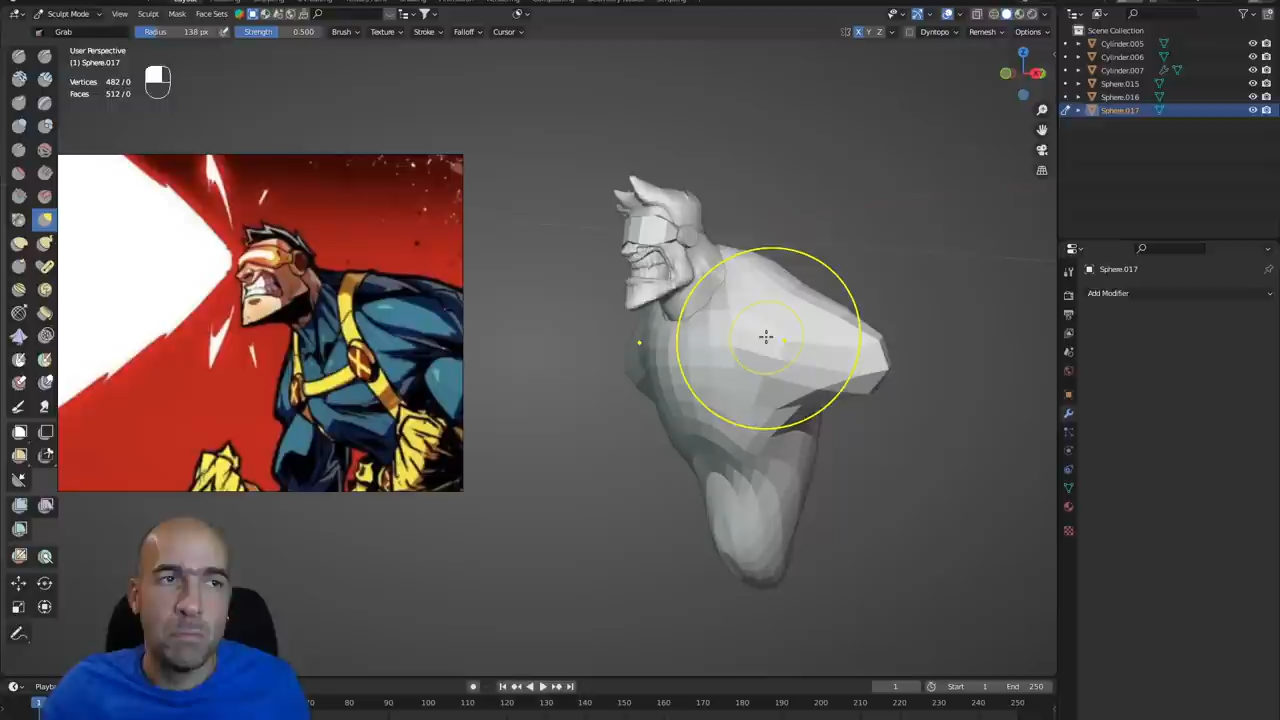 Sculpt Mode View Sculpt Mask Face Sets
Grab Radius 138 px Strength 0.500 Brush Texture Stroke Falloff Cursor X Y Z Dyntopo Remesh Options
User Perspective
(1) Sphere.017
Vertices 482 / 0
Faces 512 / 0
Z
Scene Collection
Cylinder.005
Cylinder.006
Cylinder.007
Sphere.015
Sphere.016
Sphere.017
Sphere.017
Add Modifier
Playba
1 Start 1 End 250
1 70 80 90 100 110 120 130 140 150 160 170 180 190 200 210 220 230 240 250